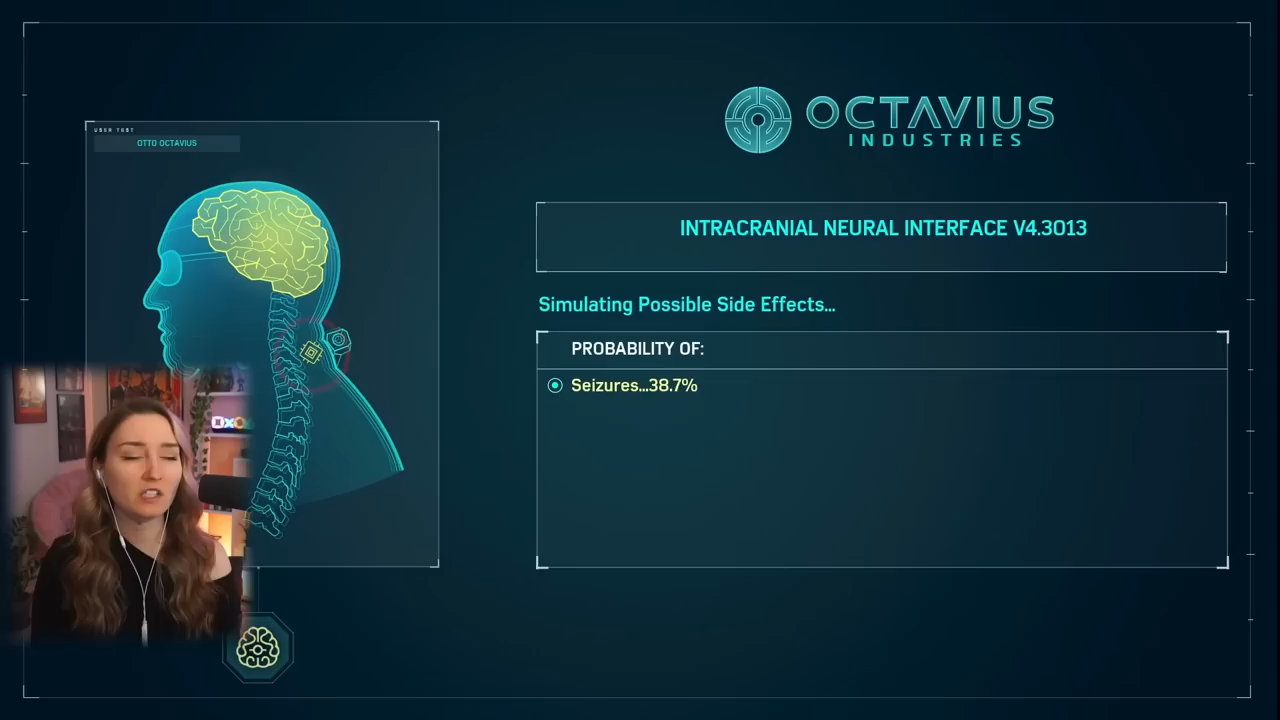 USER TEST
OTTO OCTAVIUS
OCTAVIUS
INDUSTRIES
INTRACRANIAL NEURAL INTERFACE V4.3013
Simulating Possible Side Effects...
PROBABILITY OF:
Seizures...38.7%